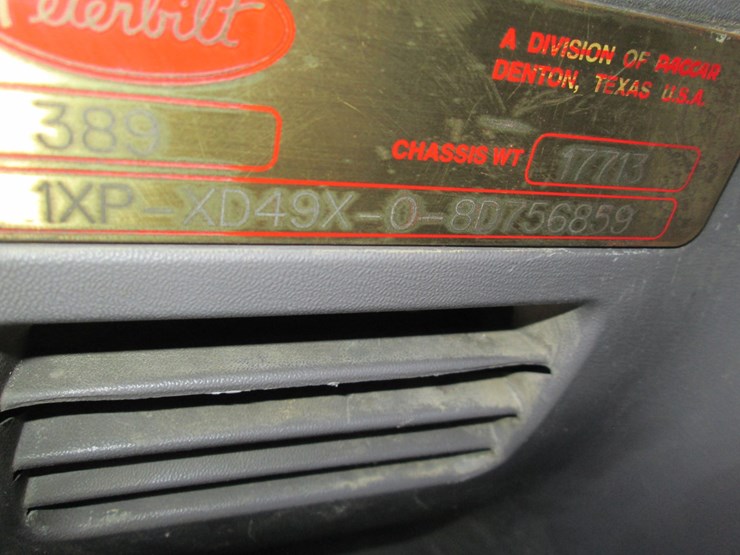 Peterbilt
A DIVISION OF PACCAR
DENTON, TEXAS U.S.A.
389
CHASSIS WT 17713
1XP-XD49X-0-8D756859